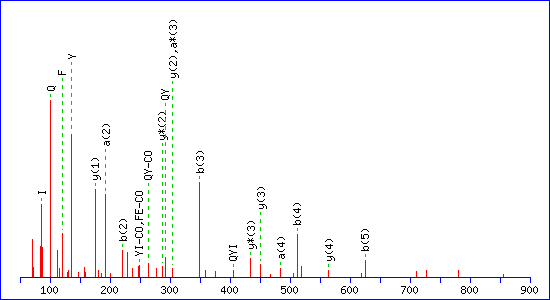 I
Q
F
Y
y(1)
a(2)
b(2)
YI-CO,FE-CO
QY-CO
y*(2)
QY
y(2),a*(3)
b(3)
QYI
y*(3)
y(3)
a(4)
b(4)
y(4)
b(5)
100 200 300 400 500 600 700 800 900